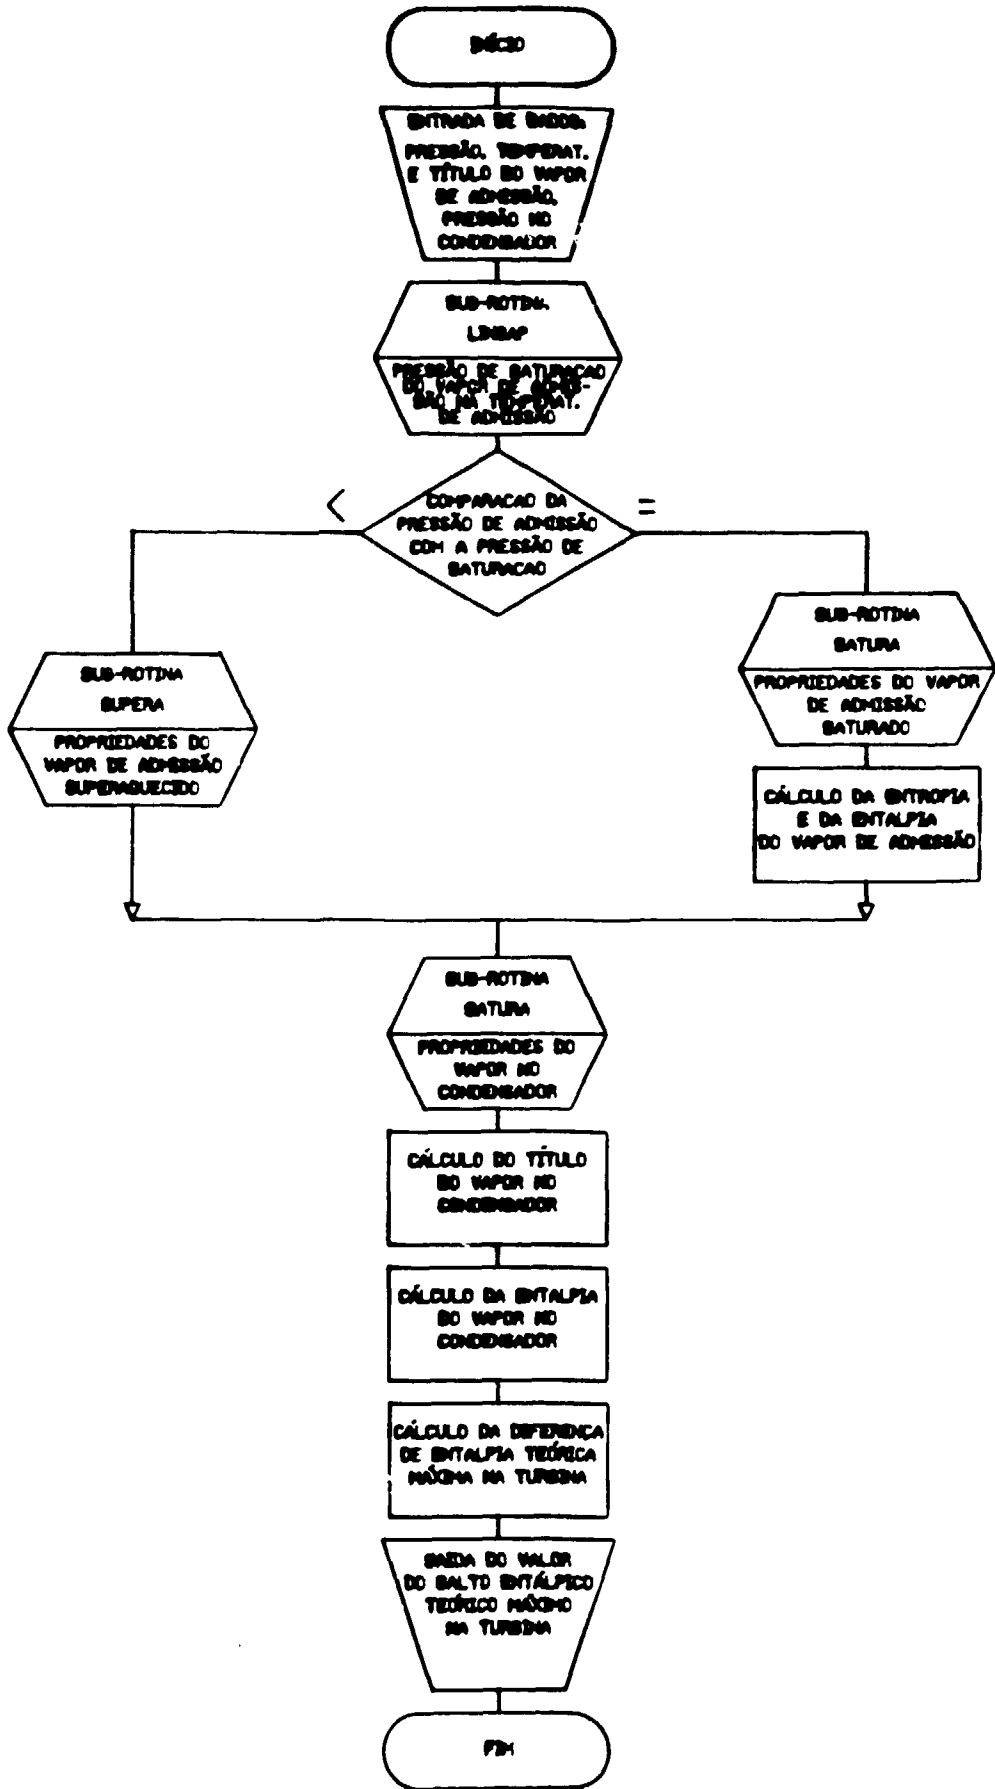 INÍCIO
ENTRADA DE DADOS:
PRESSÃO, TEMPERAT.
E TÍTULO DO VAPOR
DE ADMISSÃO,
PRESSÃO NO
CONDENSADOR
SUB-ROTINA
LINSAP
PRESSÃO DE SATURACAO
DO VAPOR DE ADMIS-
SÃO NA TEMPERAT.
DE ADMISSÃO
<
=
COMPARACAO DA
PRESSÃO DE ADMISSÃO
COM A PRESSÃO DE
SATURACAO
SUB-ROTINA
SATURA
PROPRIEDADES DO VAPOR
DE ADMISSÃO
SATURADO
SUB-ROTINA
SUPERA
PROPRIEDADES DO
VAPOR DE ADMISSÃO
SUPERAQUECIDO
CÁLCULO DA ENTROPIA
E DA ENTALPIA
DO VAPOR DE ADMISSÃO
SUB-ROTINA
SATURA
PROPRIEDADES DO
VAPOR NO
CONDENSADOR
CÁLCULO DO TÍTULO
DO VAPOR NO
CONDENSADOR
CÁLCULO DA ENTALPIA
DO VAPOR NO
CONDENSADOR
CÁLCULO DA DIFERENÇA
DE ENTALPIA TEÓRICA
MÁXIMA NA TURBINA
SAIDA DO VALOR
DO SALTO ENTÁLPICO
TEÓRICO MÁXIMO
NA TURBINA
FIM